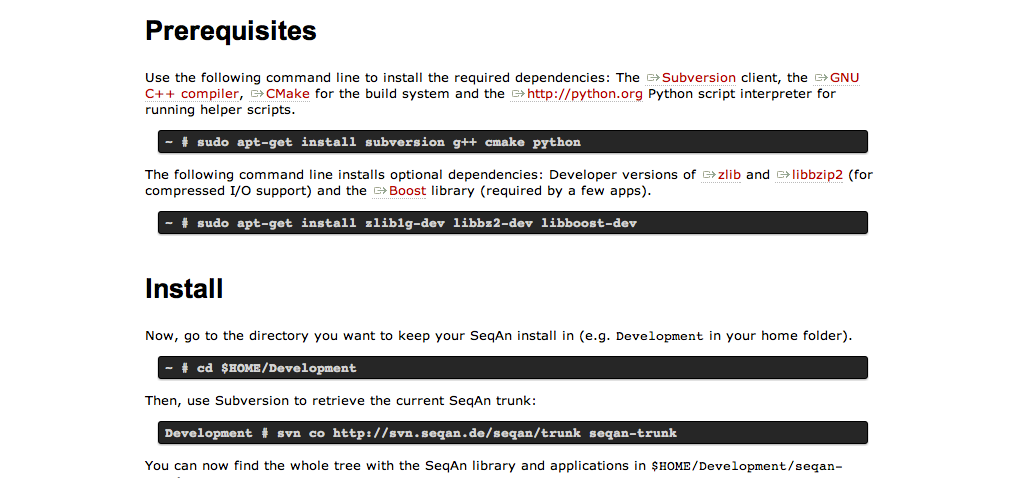 Prerequisites
Use the following command line to install the required dependencies: The Subversion client, the GNU
C++ compiler, CMake for the build system and the http://python.org Python script interpreter for
running helper scripts.
~ # sudo apt-get install subversion g++ cmake python
The following command line installs optional dependencies: Developer versions of zlib and libbzip2 (for
compressed I/O support) and the Boost library (required by a few apps).
~ # sudo apt-get install zlib1g-dev libbz2-dev libboost-dev
Install
Now, go to the directory you want to keep your SeqAn install in (e.g. Development in your home folder).
~ # cd $HOME/Development
Then, use Subversion to retrieve the current SeqAn trunk:
Development # svn co http://svn.seqan.de/seqan/trunk seqan-trunk
You can now find the whole tree with the SeqAn library and applications in $HOME/Development/seqan-